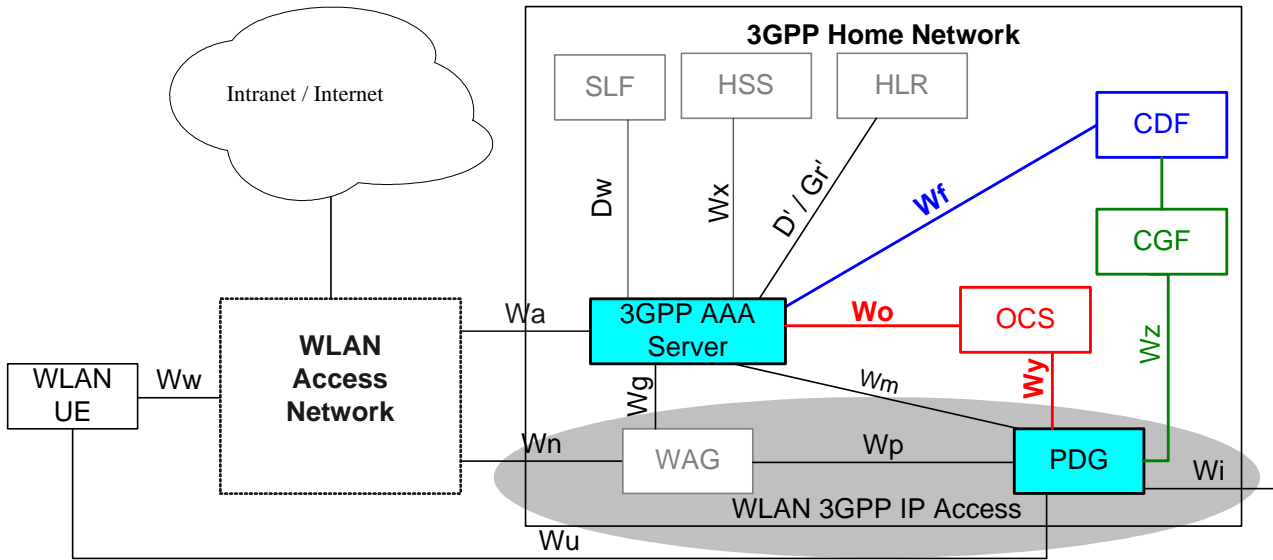 3GPP Home Network
Intranet / Internet
SLF
HSS
HLR
CDF
Dw
Wx
D' / Gr'
Wf
CGF
Wa
3GPP AAA
Server
Wo
OCS
Wz
WLAN
Access
Network
WLAN
UE
Ww
Wg
Wm
Wy
Wn
WAG
Wp
PDG
Wi
WLAN 3GPP IP Access
Wu